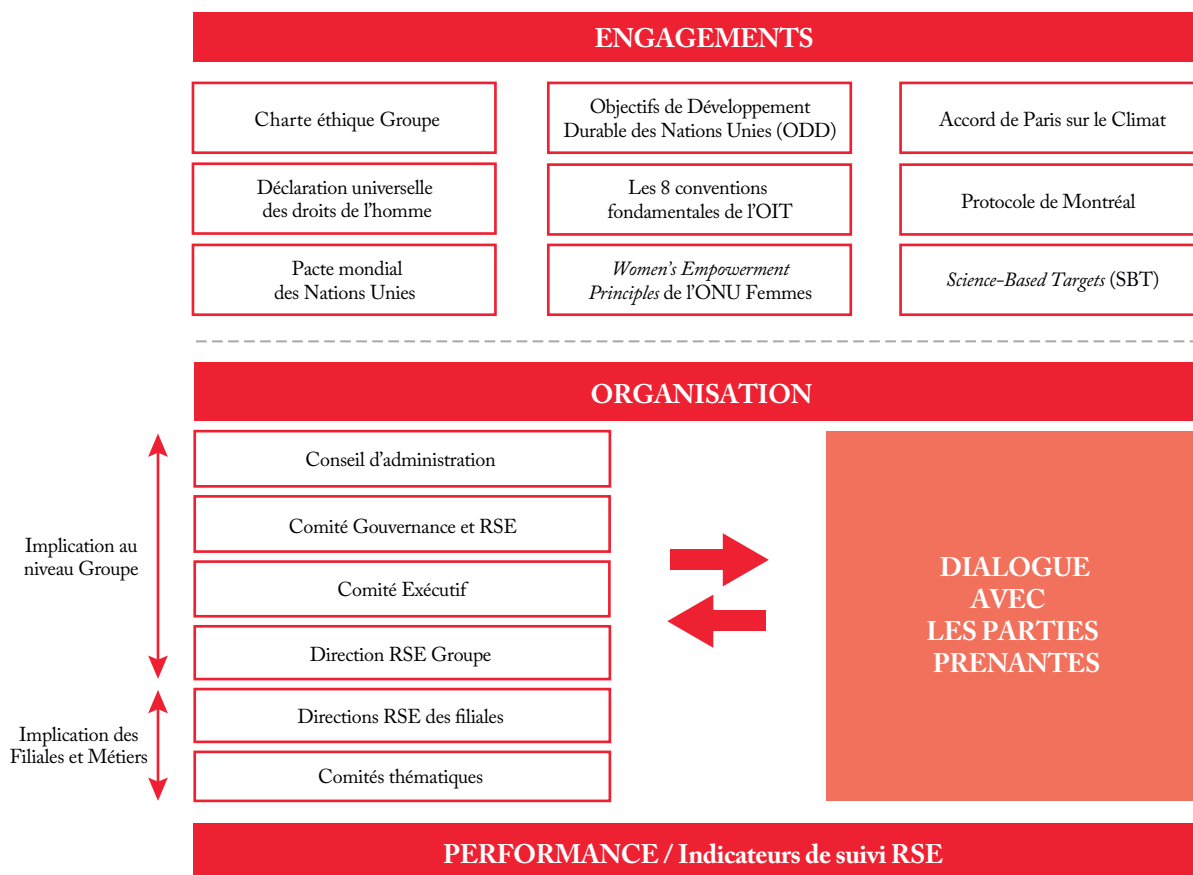 ENGAGEMENTS
Charte éthique Groupe
Objectifs de Développement
Durable des Nations Unies (ODD)
Accord de Paris sur le Climat
Déclaration universelle
des droits de l'homme
Les 8 conventions
fondamentales de l'OIT
Protocole de Montréal
Pacte mondial
des Nations Unies
Women's Empowerment
Principles de l'ONU Femmes
Science-Based Targets (SBT)
ORGANISATION
Implication au
niveau Groupe
Conseil d'administration
Comité Gouvernance et RSE
Comité Exécutif
Direction RSE Groupe
Implication des
Filiales et Métiers
Directions RSE des filiales
Comités thématiques
DIALOGUE
AVEC
LES PARTIES
PRENANTES
PERFORMANCE / Indicateurs de suivi RSE